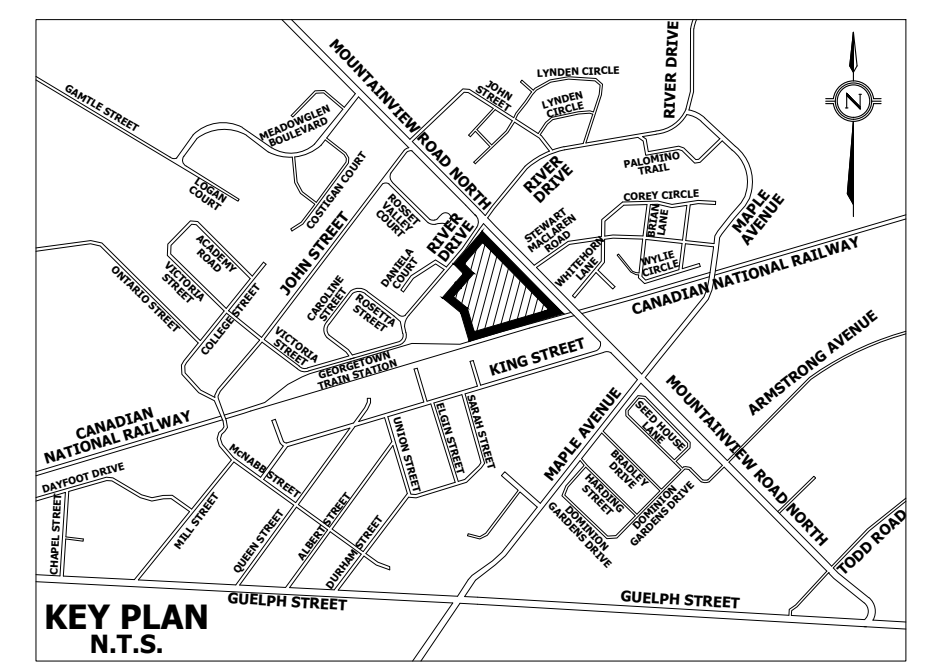 MOUNTAINVIEW ROAD NORTH
RIVER DRIVE
LYNDEN CIRCLE
JOHN
STREET
LYNDEN
CIRCLE
GAMTLE STREET
MEADOWGLEN
BOULEVARD
N
LOGAN
COURT
COSTIGAN COURT
RIVER
DRIVE
PALOMINO
TRAIL
COREY CIRCLE
BRIAN
LANE
MAPLE
AVENUE
ROSSET
VALLEY
COURT
RIVER
DRIVE
STEWART
MACLAREN
ROAD
WHITEHORN
LANE
WYLIE
CIRCLE
ACADEMY
ROAD
VICTORIA
STREET
ONTARIO STREET
COLLEGE STREET
JOHN STREET
DANIELA
COURT
CAROLINE
STREET
ROSETTA
STREET
CANADIAN NATIONAL RAILWAY
VICTORIA
STREET
GEORGETOWN
TRAIN STATION
KING STREET
ARMSTRONG AVENUE
CANADIAN
NATIONAL RAILWAY
MOUNTAINVIEW ROAD NORTH
MAPLE AVENUE
SEED HOUSE
LANE
UNION STREET
ELGIN STREET
SARAH STREET
BRADLEY
DRIVE
HARDING
STREET
DOMINION
GARDENS DRIVE
DOMINION
GARDENS DRIVE
DAYFOOT DRIVE
McNABB STREET
CHAPEL STREET
MILL STREET
QUEEN STREET
ALBERT STREET
DURHAM STREET
TODD ROAD
GUELPH STREET
GUELPH STREET
KEY PLAN
N.T.S.